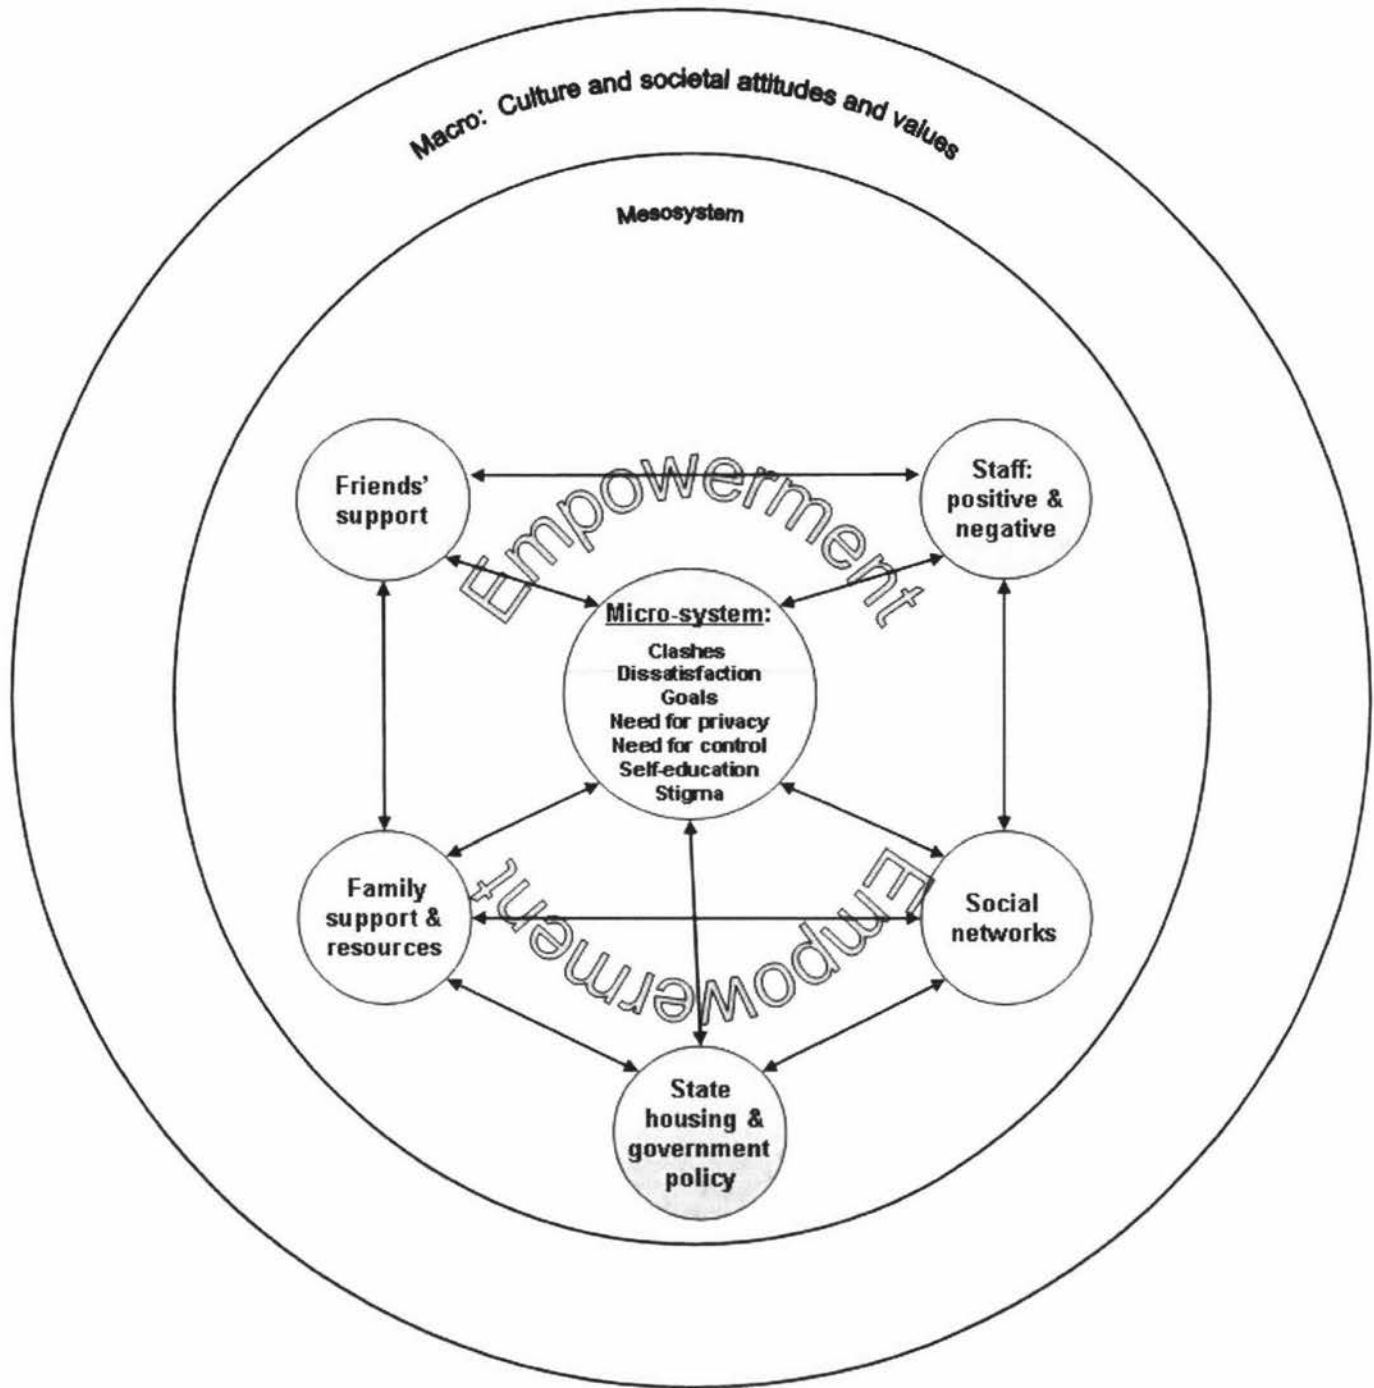 Macro: Culture and societal attitudes and values
Mesosystem
Empowerment
Friends'
support
Staff:
positive &
negative
Micro-system:
Clashes
Dissatisfaction
Goals
Need for privacy
Need for control
Self-education
Stigma
Family
support &
resources
Social
networks
Empowerment
State
housing &
government
policy